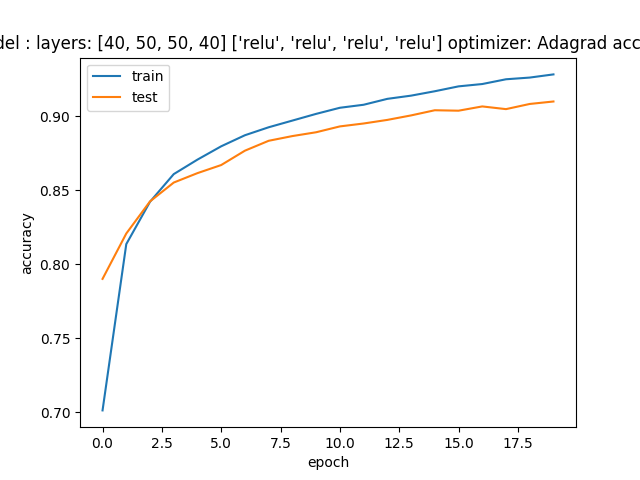 del : layers: [40, 50, 50, 40] ['relu', 'relu', 'relu', 'relu'] optimizer: Adagrad acc
train
test
0.90
0.85
0.80
0.75
0.70
accuracy
0.0 2.5 5.0 7.5 10.0 12.5 15.0 17.5
epoch